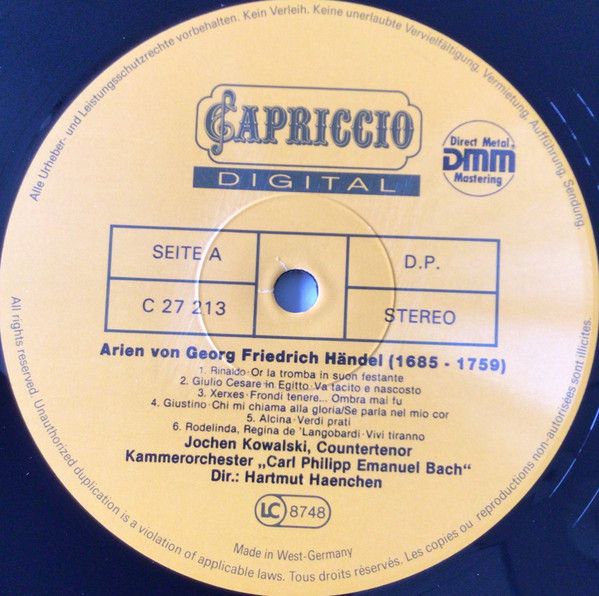 Alle Urheber- und Leistungsschutzrechte vorbehalten. Kein Verleih. Keine unerlaubte Vervielfältigung, Vermietung, Aufführung, Sendung.
CAPRICCIO
DIGITAL
Direct Metal
DMM
Mastering
SEITE A
D.P.
C 27 213
STEREO
Arien von Georg Friedrich Händel (1685 - 1759)
1. Rinaldo · Or la tromba in suon festante
2. Giulio Cesare in Egitto · Va tacito e nascosto
3. Xerxes · Frondi tenere... Ombra mai fu
4. Giustino · Chi mi chiama alla gloria/Se parla nel mio cor
5. Alcina · Verdi prati
6. Rodelinda, Regina de 'Langobardi · Vivi tiranno
Jochen Kowalski, Countertenor
Kammerorchester „Carl Philipp Emanuel Bach“
Dir.: Hartmut Haenchen
LC 8748
Made in West-Germany
All rights reserved. Unauthorized duplication is a violation of applicable laws. Tous droits réservés. Les copies ou reproductions non-autorisées sont illicites.